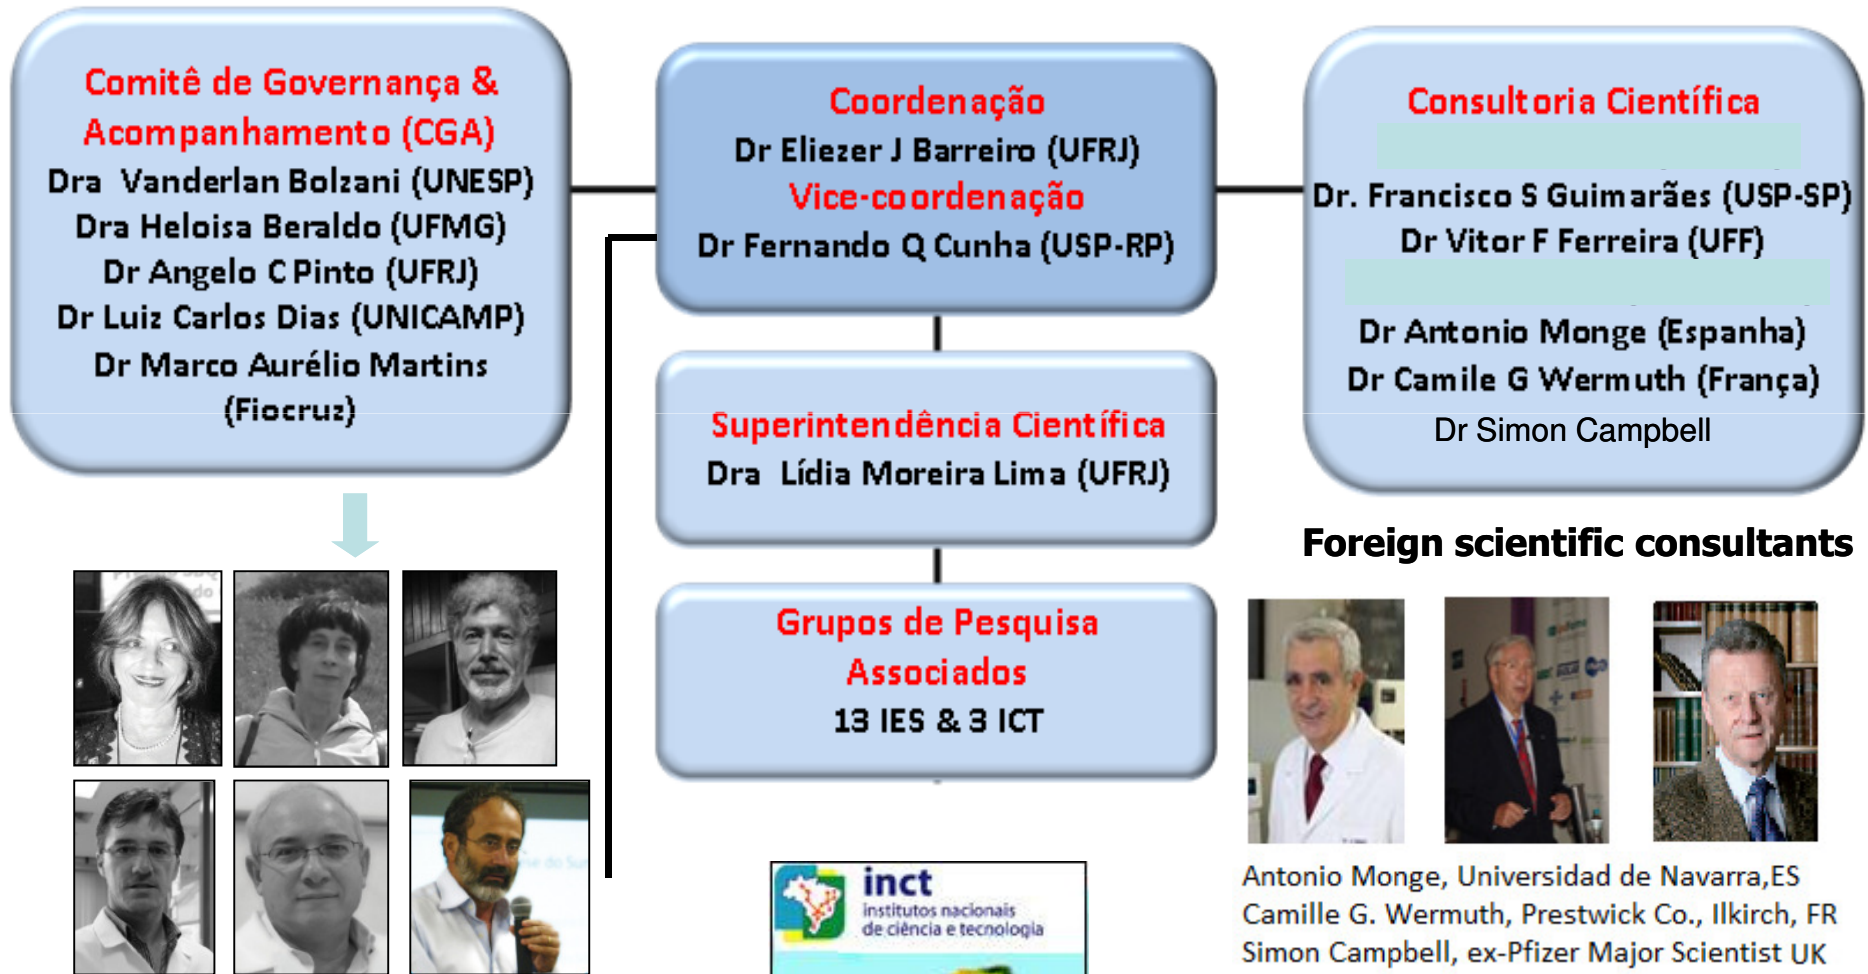 Comitê de Governança &
Acompanhamento (CGA)
Dra Vanderlan Bolzani (UNESP)
Dra Heloisa Beraldo (UFMG)
Dr Angelo C Pinto (UFRJ)
Dr Luiz Carlos Dias (UNICAMP)
Dr Marco Aurélio Martins
(Fiocruz)
Coordenação
Dr Eliezer J Barreiro (UFRJ)
Vice-coordenação
Dr Fernando Q Cunha (USP-RP)
Superintendência Científica
Dra Lídia Moreira Lima (UFRJ)
Grupos de Pesquisa
Associados
13 IES & 3 ICT
inct
institutos nacionais
de ciência e tecnologia
Consultoria Científica
Dr. Francisco S Guimarães (USP-SP)
Dr Vitor F Ferreira (UFF)
Dr Antonio Monge (Espanha)
Dr Camile G Wermuth (França)
Dr Simon Campbell
Foreign scientific consultants
Antonio Monge, Universidad de Navarra,ES
Camille G. Wermuth, Prestwick Co., Ilkirch, FR
Simon Campbell, ex-Pfizer Major Scientist UK